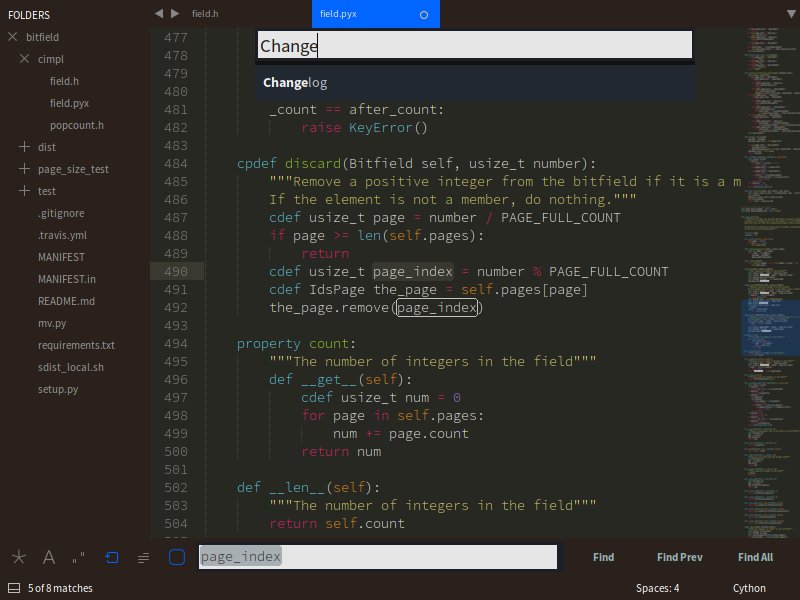 FOLDERS
bitfield
cimpl
field.h
field.pyx
popcount.h
dist
page_size_test
test
.gitignore
.travis.yml
MANIFEST
MANIFEST.in
README.md
mv.py
requirements.txt
sdist_local.sh
setup.py
field.h
field.pyx
Change
Changelog
477
478
479
480
481 _count == after_count:
482 raise KeyError()
483
484 cpdef discard(Bitfield self, usize_t number):
485 """Remove a positive integer from the bitfield if it is a m
486 If the element is not a member, do nothing."""
487 cdef usize_t page = number / PAGE_FULL_COUNT
488 if page >= len(self.pages):
489 return
490 cdef usize_t page_index = number % PAGE_FULL_COUNT
491 cdef IdsPage the_page = self.pages[page]
492 the_page.remove(page_index)
493
494 property count:
495 """The number of integers in the field"""
496 def __get__(self):
497 cdef usize_t num = 0
498 for page in self.pages:
499 num += page.count
500 return num
501
502 def __len__(self):
503 """The number of integers in the field"""
504 return self.count
page_index
Find
Find Prev
Find All
5 of 8 matches
Spaces: 4
Cython